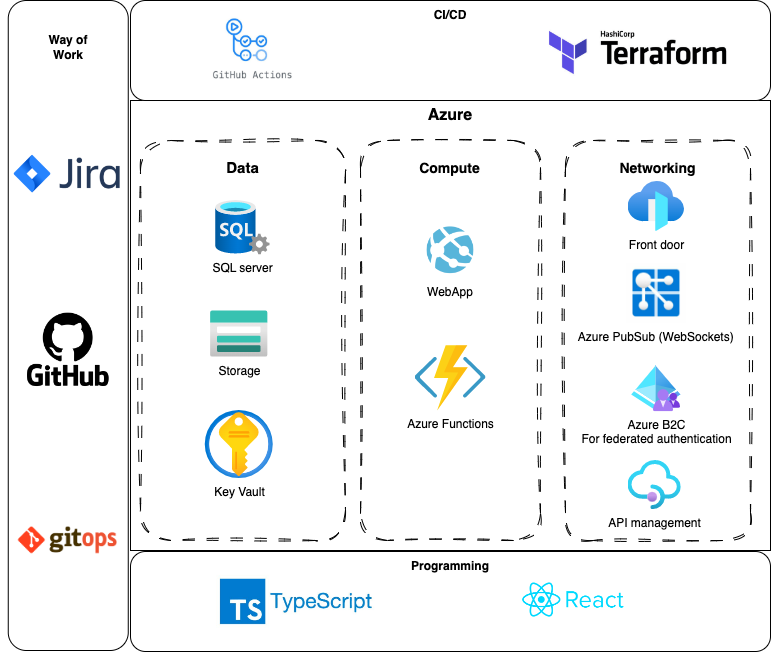 Way of
Work
Jira
GitHub
gitops
CI/CD
GitHub Actions
HashiCorp
Terraform
Azure
Data
SQL
SQL server
Storage
Key Vault
Compute
WebApp
Azure Functions
Networking
Front door
Azure PubSub (WebSockets)
Azure B2C
For federated authentication
API management
Programming
TS
TypeScript
React